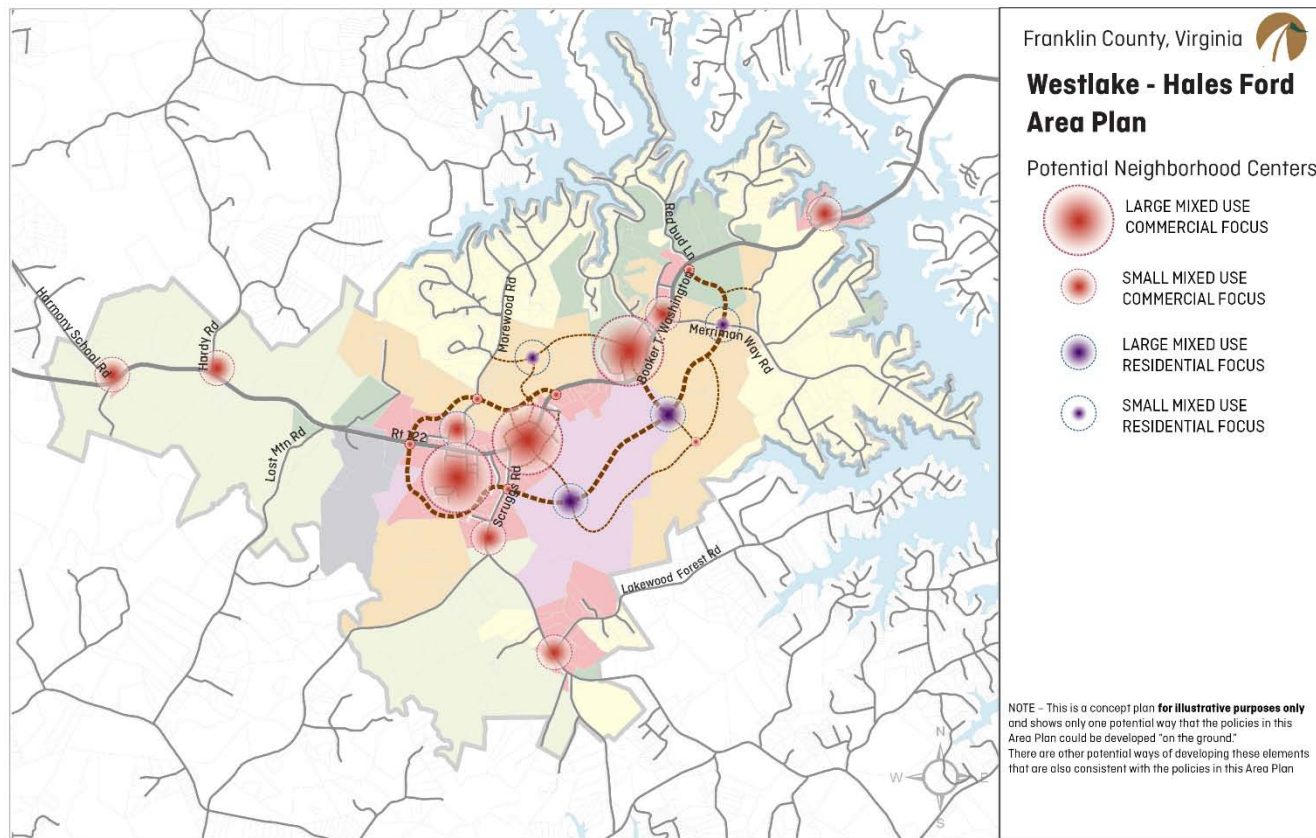 Franklin County, Virginia
Westlake - Hales Ford
Area Plan
Potential Neighborhood Centers
LARGE MIXED USE
COMMERCIAL FOCUS
SMALL MIXED USE
COMMERCIAL FOCUS
LARGE MIXED USE
RESIDENTIAL FOCUS
SMALL MIXED USE
RESIDENTIAL FOCUS
NOTE – This is a concept plan for illustrative purposes only
and shows only one potential way that the policies in this
Area Plan could be developed "on the ground."
There are other potential ways of developing these elements
that are also consistent with the policies in this Area Plan
Red bud Ln
Marewood Rd
Booker T. Washington
Merriman Way Rd
Harmony School Rd
Hardy Rd
Lost Mtn Rd
Rt 122
Scruggs Rd
Lakewood Forest Rd
N
W
E
S